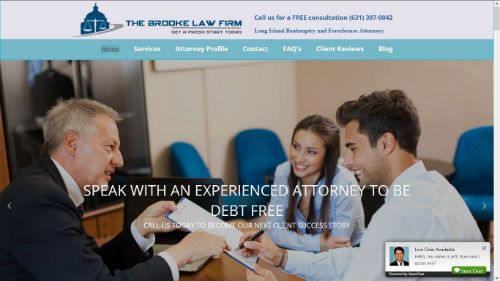 THE BROOKE LAW FIRM
GET A FRESH START TODAY
Call us for a FREE consultation (631) 397-0042
Long Island Bankruptcy and Foreclosure Attorneys
Home Services Attorney Profile Contact FAQ's Client Reviews Blog
SPEAK WITH AN EXPERIENCED ATTORNEY TO BE
DEBT FREE
CALL US TODAY TO BECOME OUR NEXT CLIENT SUCCESS STORY
Live Chat Available
Hello, my name is Jeff, how may I
assist you?
Powered by ApexChat
Start Chat